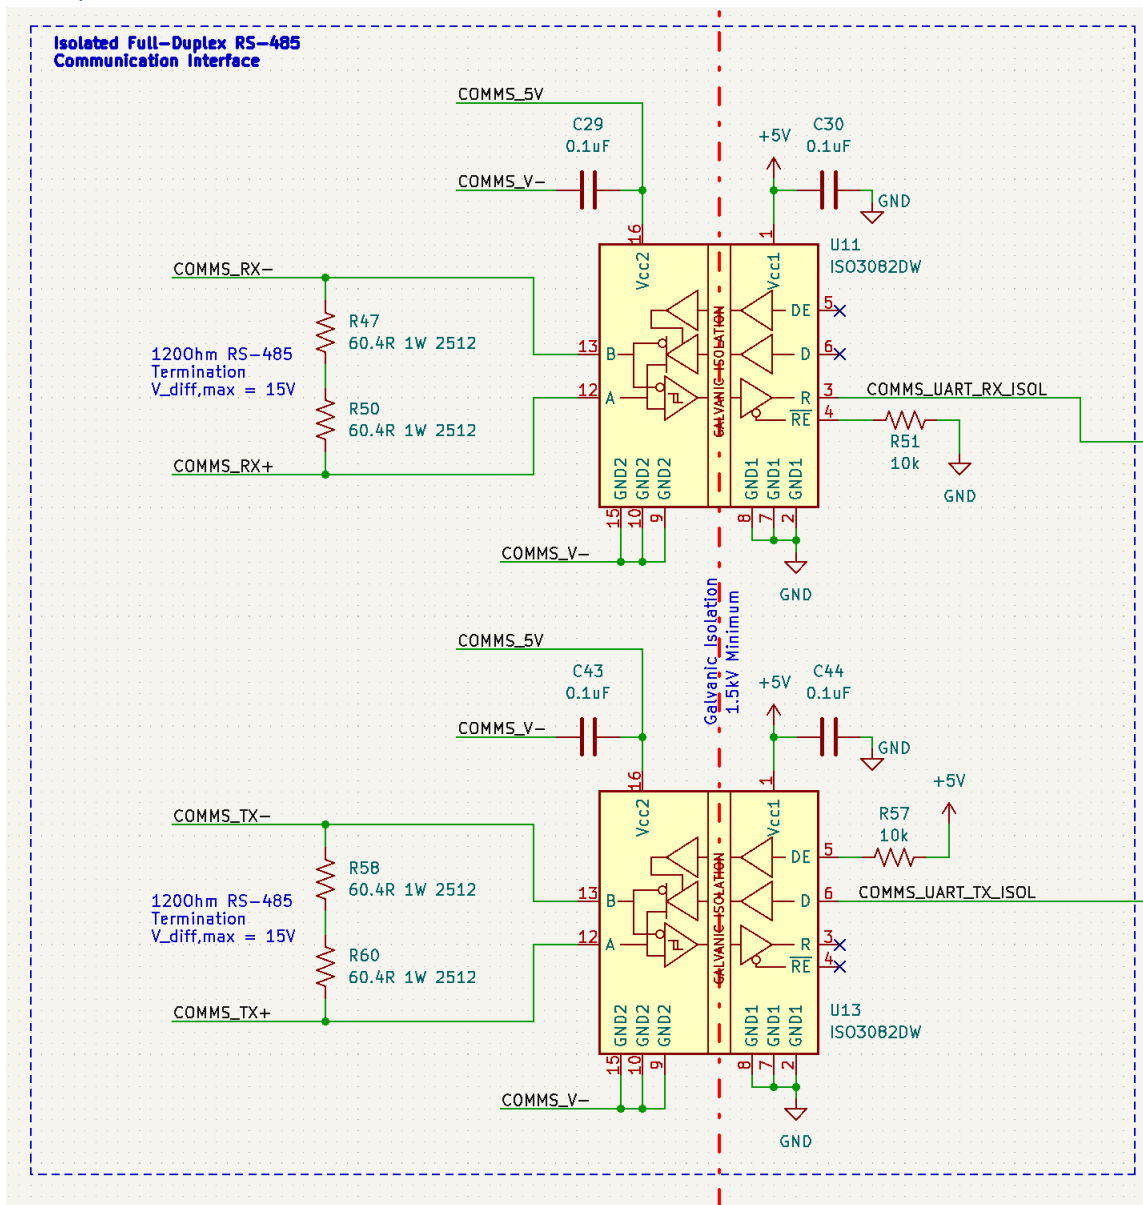 Isolated Full-Duplex RS-485
Communication Interface
COMMS_5V
C29
0.1uF
COMMS_V-
+5V
C30
0.1uF
GND
16
1
U11
ISO3082DW
Vcc2
Vcc1
COMMS_RX-
R47
60.4R 1W 2512
120Ohm RS-485
Termination
V_diff,max = 15V
R50
60.4R 1W 2512
COMMS_RX+
13
B
12
A
GALVANIC ISOLATION
DE
5
D
6
R
3
RE
4
COMMS_UART_RX_ISOL
R51
10k
GND
GND2
GND2
GND2
GND1
GND1
GND1
15
10
9
8
7
2
COMMS_V-
GND
Galvanic Isolation
1.5kV Minimum
COMMS_5V
C43
0.1uF
COMMS_V-
+5V
C44
0.1uF
GND
+5V
R57
10k
16
1
Vcc2
Vcc1
COMMS_TX-
R58
60.4R 1W 2512
120Ohm RS-485
Termination
V_diff,max = 15V
R60
60.4R 1W 2512
COMMS_TX+
13
B
12
A
GALVANIC ISOLATION
DE
5
D
6
R
3
RE
4
COMMS_UART_TX_ISOL
U13
ISO3082DW
GND2
GND2
GND2
GND1
GND1
GND1
15
10
9
8
7
2
COMMS_V-
GND